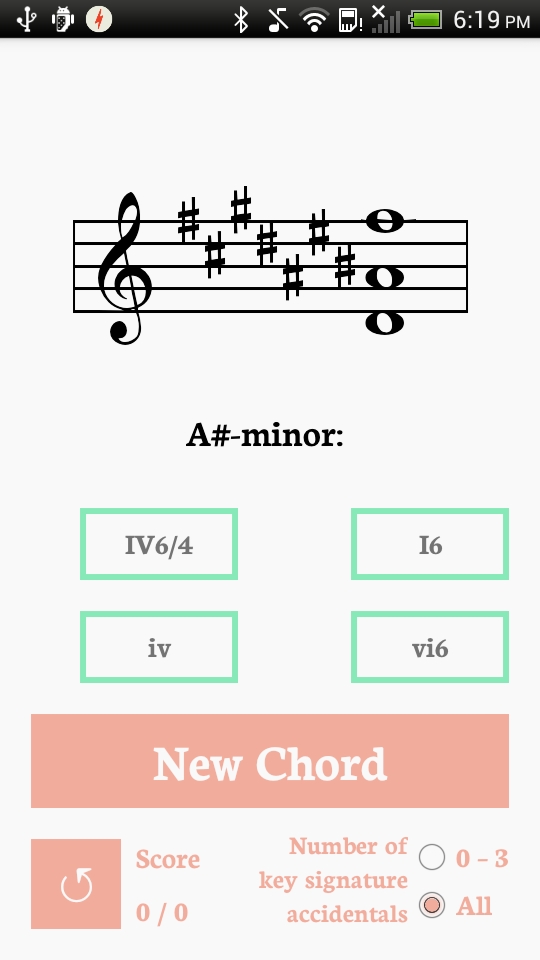 6:19 PM
A#-minor:
IV6/4
I6
iv
vi6
New Chord
Score
0 / 0
Number of
key signature
accidentals
0 – 3
All